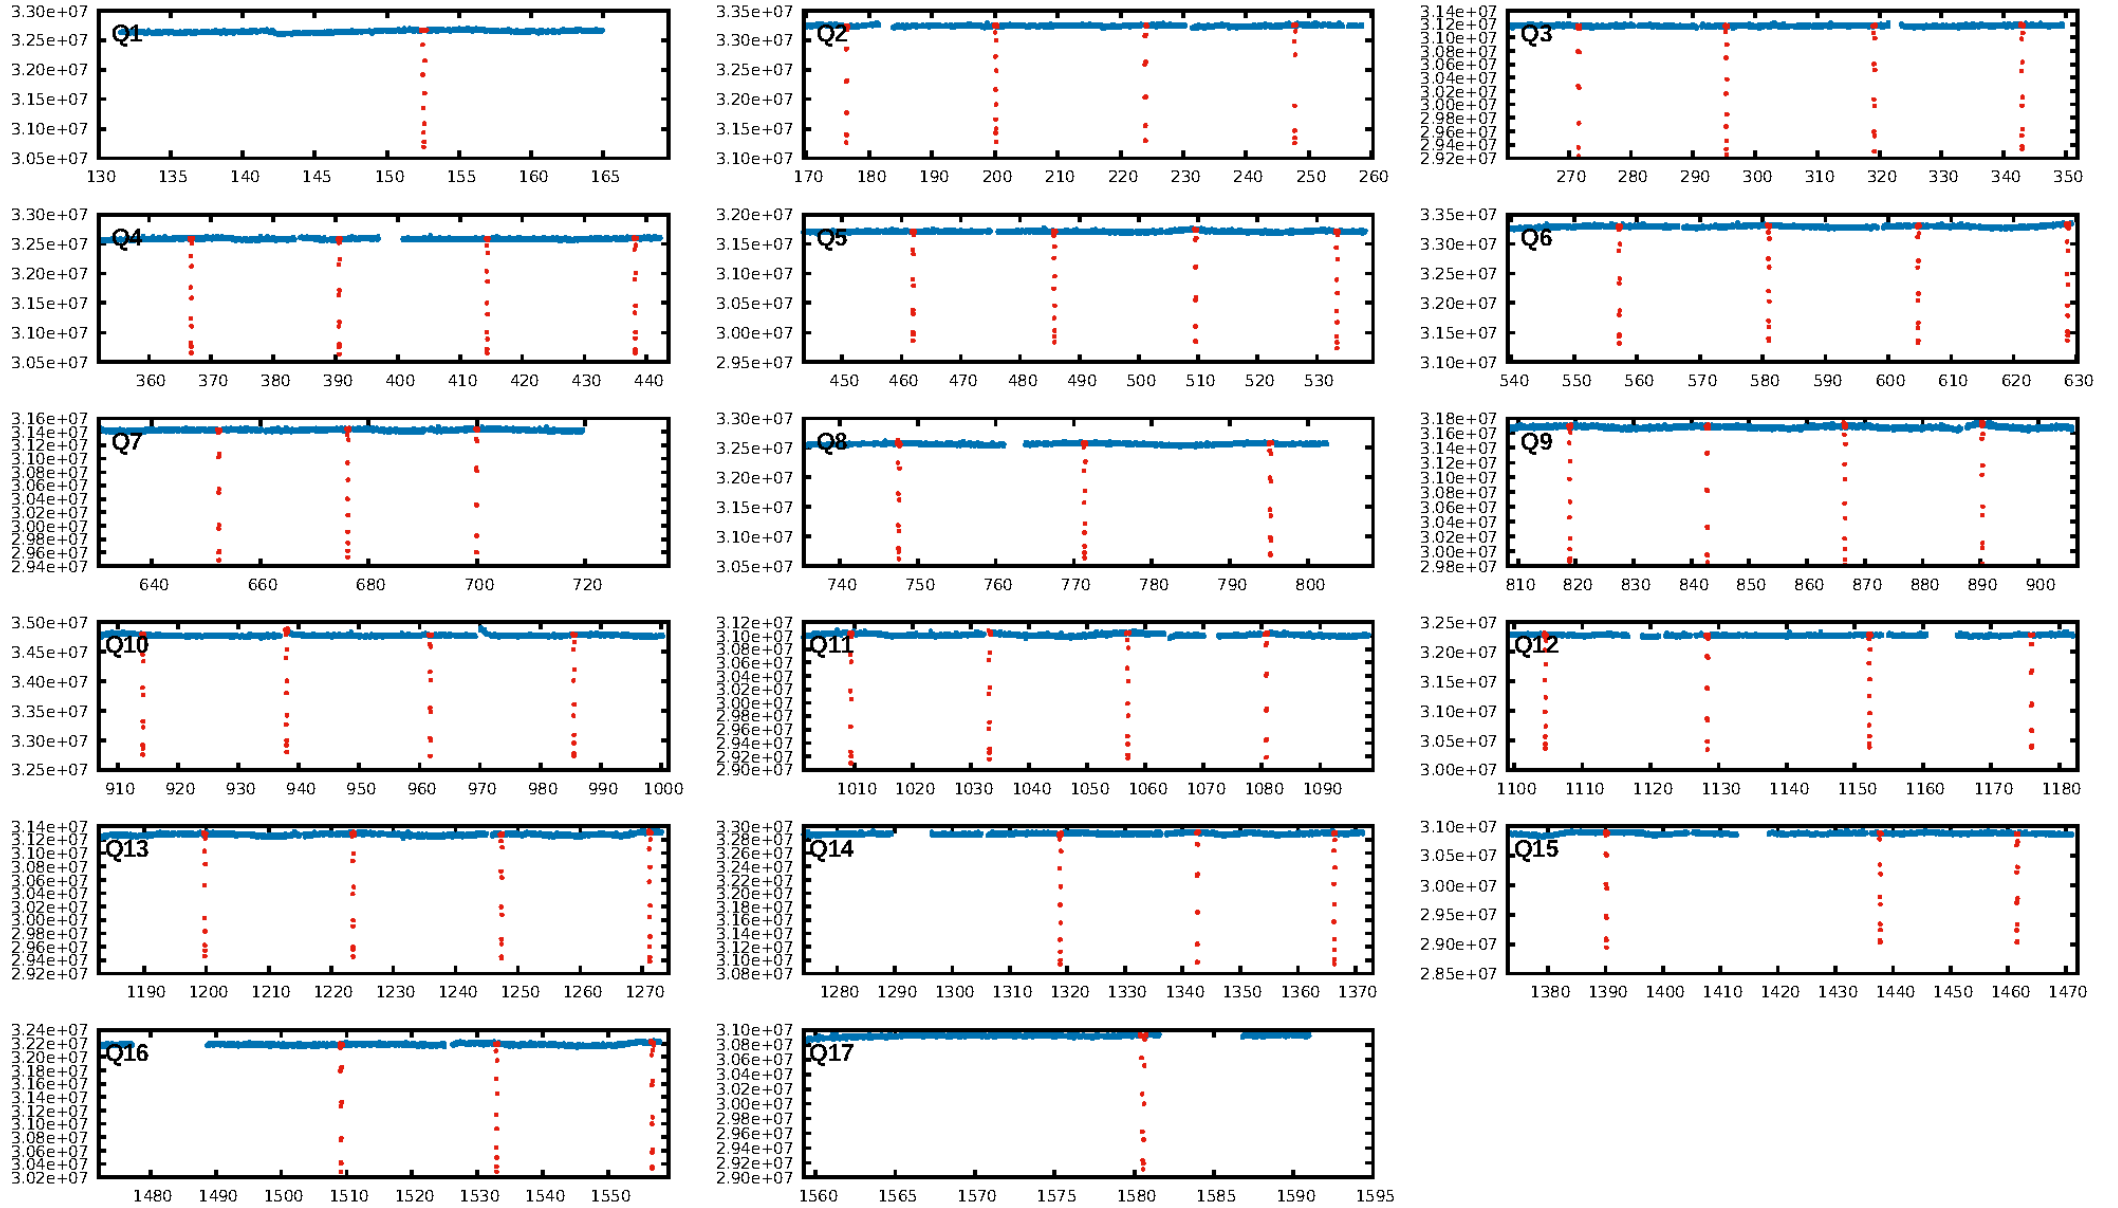 3.30e+07
3.25e+07
3.20e+07
3.15e+07
3.10e+07
3.05e+07
Q1
130 135 140 145 150 155 160 165
3.35e+07
3.30e+07
3.25e+07
3.20e+07
3.15e+07
3.10e+07
Q2
170 180 190 200 210 220 230 240 250 260
3.14e+07
3.12e+07
3.10e+07
3.08e+07
3.06e+07
3.04e+07
3.02e+07
3.00e+07
2.98e+07
2.96e+07
2.94e+07
2.92e+07
Q3
270 280 290 300 310 320 330 340 350
3.30e+07
3.25e+07
3.20e+07
3.15e+07
3.10e+07
3.05e+07
Q4
360 370 380 390 400 410 420 430 440
3.20e+07
3.15e+07
3.10e+07
3.05e+07
3.00e+07
2.95e+07
Q5
450 460 470 480 490 500 510 520 530
3.35e+07
3.30e+07
3.25e+07
3.20e+07
3.15e+07
3.10e+07
Q6
540 550 560 570 580 590 600 610 620 630
3.16e+07
3.14e+07
3.12e+07
3.10e+07
3.08e+07
3.06e+07
3.04e+07
3.02e+07
3.00e+07
2.98e+07
2.96e+07
2.94e+07
Q7
640 660 680 700 720
3.30e+07
3.25e+07
3.20e+07
3.15e+07
3.10e+07
3.05e+07
Q8
740 750 760 770 780 790 800
3.18e+07
3.16e+07
3.14e+07
3.12e+07
3.10e+07
3.08e+07
3.06e+07
3.04e+07
3.02e+07
3.00e+07
2.98e+07
Q9
810 820 830 840 850 860 870 880 890 900
3.50e+07
3.45e+07
3.40e+07
3.35e+07
3.30e+07
3.25e+07
Q10
910 920 930 940 950 960 970 980 990 1000
3.12e+07
3.10e+07
3.08e+07
3.06e+07
3.04e+07
3.02e+07
3.00e+07
2.98e+07
2.96e+07
2.94e+07
2.92e+07
2.90e+07
Q11
1010 1020 1030 1040 1050 1060 1070 1080 1090
3.25e+07
3.20e+07
3.15e+07
3.10e+07
3.05e+07
3.00e+07
Q12
1100 1110 1120 1130 1140 1150 1160 1170 1180
3.14e+07
3.12e+07
3.10e+07
3.08e+07
3.06e+07
3.04e+07
3.02e+07
3.00e+07
2.98e+07
2.96e+07
2.94e+07
2.92e+07
Q13
1190 1200 1210 1220 1230 1240 1250 1260 1270
3.30e+07
3.28e+07
3.26e+07
3.24e+07
3.22e+07
3.20e+07
3.18e+07
3.16e+07
3.14e+07
3.12e+07
3.10e+07
3.08e+07
Q14
1280 1290 1300 1310 1320 1330 1340 1350 1360 1370
3.10e+07
3.05e+07
3.00e+07
2.95e+07
2.90e+07
2.85e+07
Q15
1380 1390 1400 1410 1420 1430 1440 1450 1460 1470
3.24e+07
3.22e+07
3.20e+07
3.18e+07
3.16e+07
3.14e+07
3.12e+07
3.10e+07
3.08e+07
3.06e+07
3.04e+07
3.02e+07
Q16
1480 1490 1500 1510 1520 1530 1540 1550
3.10e+07
3.08e+07
3.06e+07
3.04e+07
3.02e+07
3.00e+07
2.98e+07
2.96e+07
2.94e+07
2.92e+07
2.90e+07
Q17
1560 1565 1570 1575 1580 1585 1590 1595